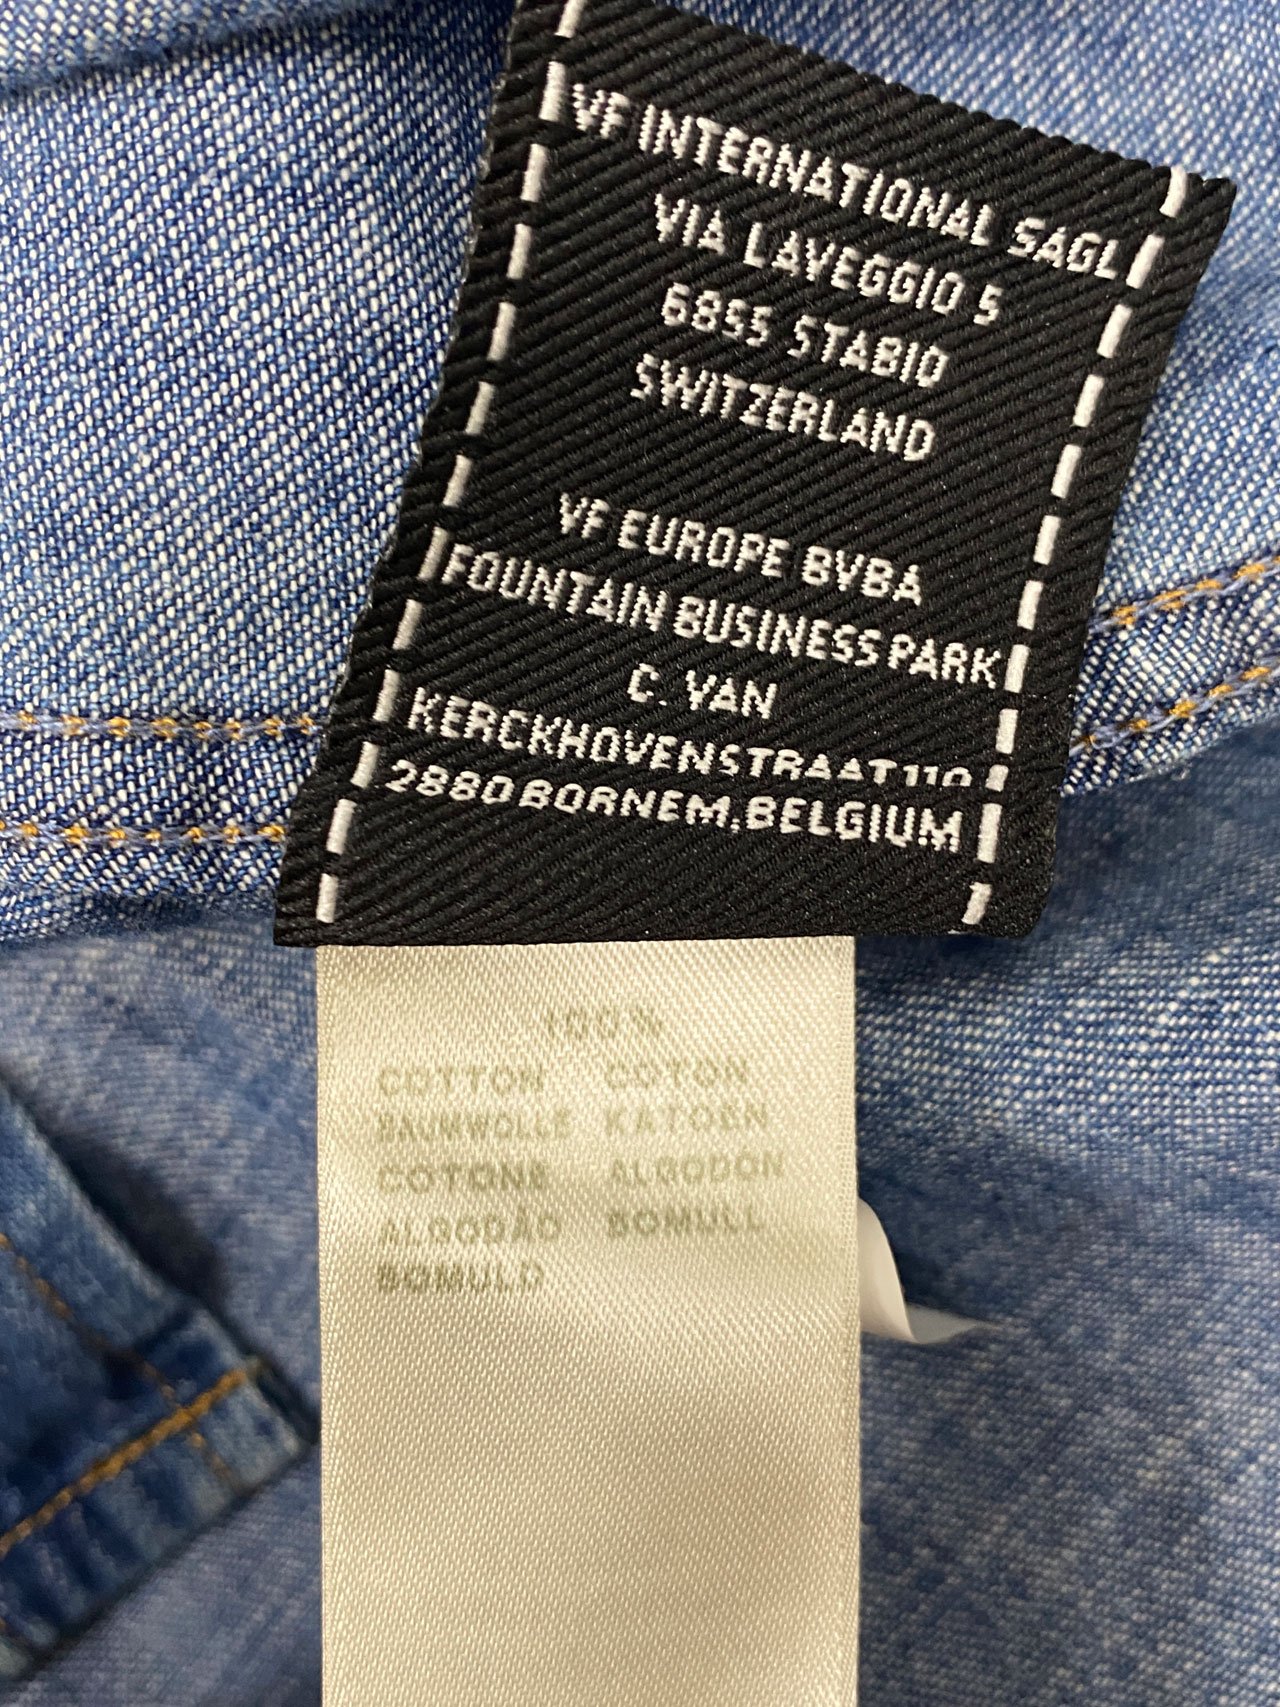 VF INTERNATIONAL SAGL
VIA LAVEGGIO 5
6855 STABIO
SWITZERLAND
VF EUROPE BVBA
FOUNTAIN BUSINESS PARK
C. VAN
KERCKHOVENSTRAAT 110
2880 BORNEM, BELGIUM
100%
COTTON COTON
BAUMWOLLE KATOEN
COTONE ALGODON
ALGODÃO BOMULL
BOMULD